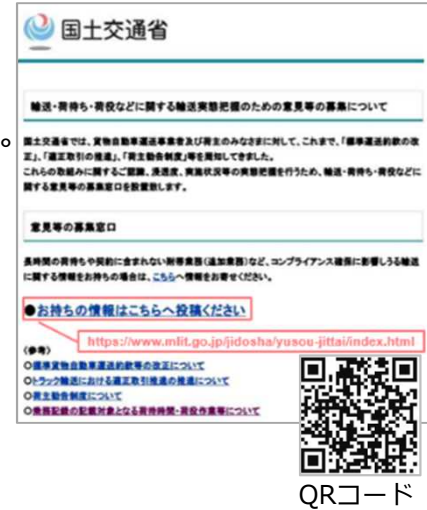 国土交通省
輸送・荷待ち・荷役などに関する輸送実態把握のための意見等の募集について
。
国土交通省では、貨物自動車運送事業者及び荷主のみなさまに対して、これまで、「標準運送約款の改
正」、「適正取引の推進」、「荷主勧告制度」等を周知してきました。
これらの取組みに関するご認識、浸透度、実施状況等の実態把握を行うため、輸送・荷待ち・荷役などに
関する意見等の募集窓口を設置致します。
意見等の募集窓口
長時間の荷待ちや契約に含まれない附帯業務(追加業務)など、コンプライアンス確保に影響しうる輸送
に関する情報をお持ちの場合は、こちらへ情報をお寄せください。
●お持ちの情報はこちらへ投稿ください
https://www.mlit.go.jp/jidosha/yusou-jittai/index.html
(参考)
○標準貨物自動車運送約款等の改正について
○トラック輸送における適正取引推進の推進について
○荷主勧告制度について
○乗務記録の記載対象となる荷待時間・荷役作業等について
QRコード